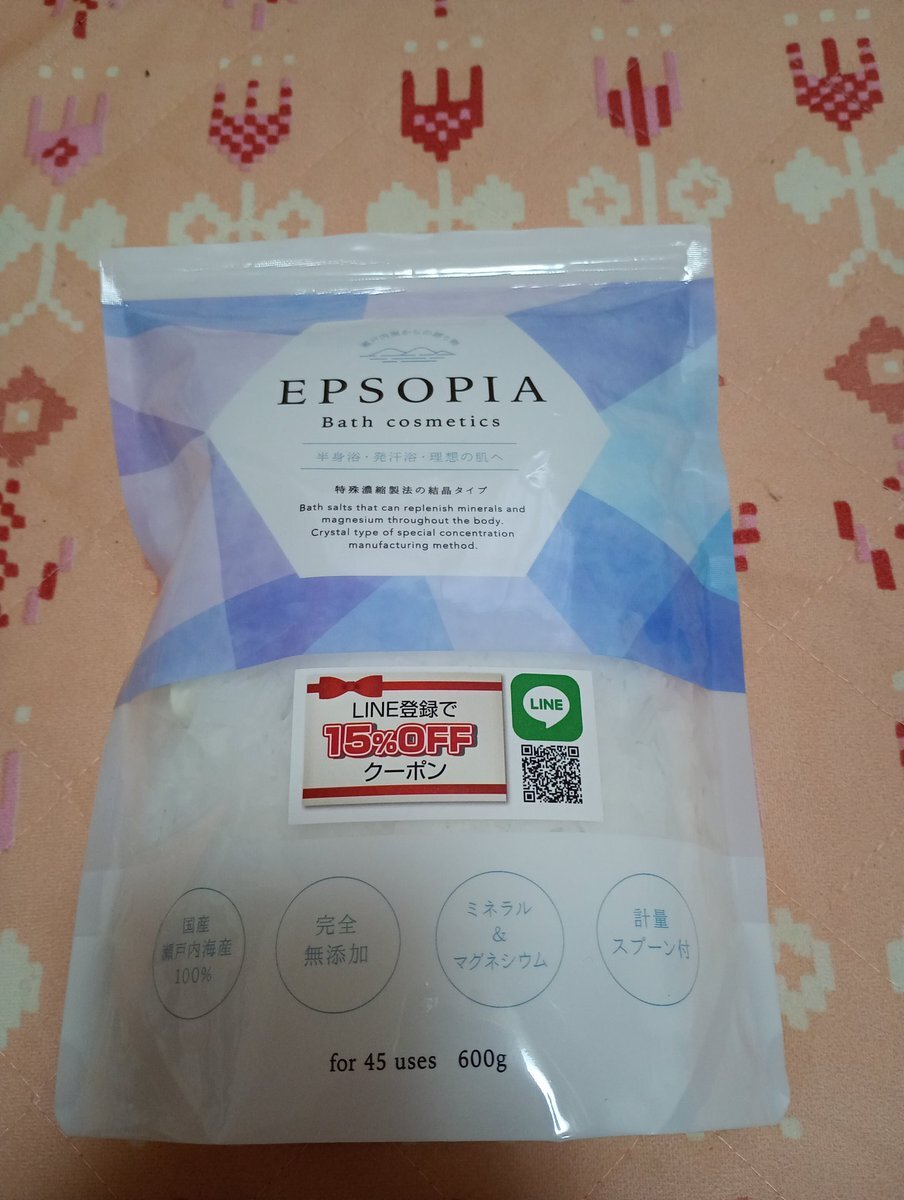 瀬戸内海からの贈り物
EPSOPIA
Bath cosmetics
半身浴・発汗浴・理想の肌へ
特殊濃縮製法の結晶タイプ
Bath salts that can replenish minerals and
magnesium throughout the body.
Crystal type of special concentration
manufacturing method.
LINE登録で
15%OFF
クーポン
LINE
国産
瀬戸内海産
100%
完全
無添加
ミネラル
&
マグネシウム
計量
スプーン付
for 45 uses 600g